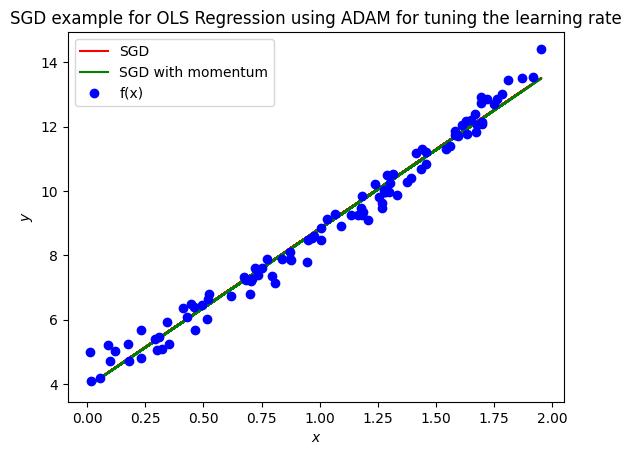 SGD example for OLS Regression using ADAM for tuning the learning rate
SGD
SGD with momentum
f(x)
14
12
10
8
6
4
y
0.00 0.25 0.50 0.75 1.00 1.25 1.50 1.75 2.00
x